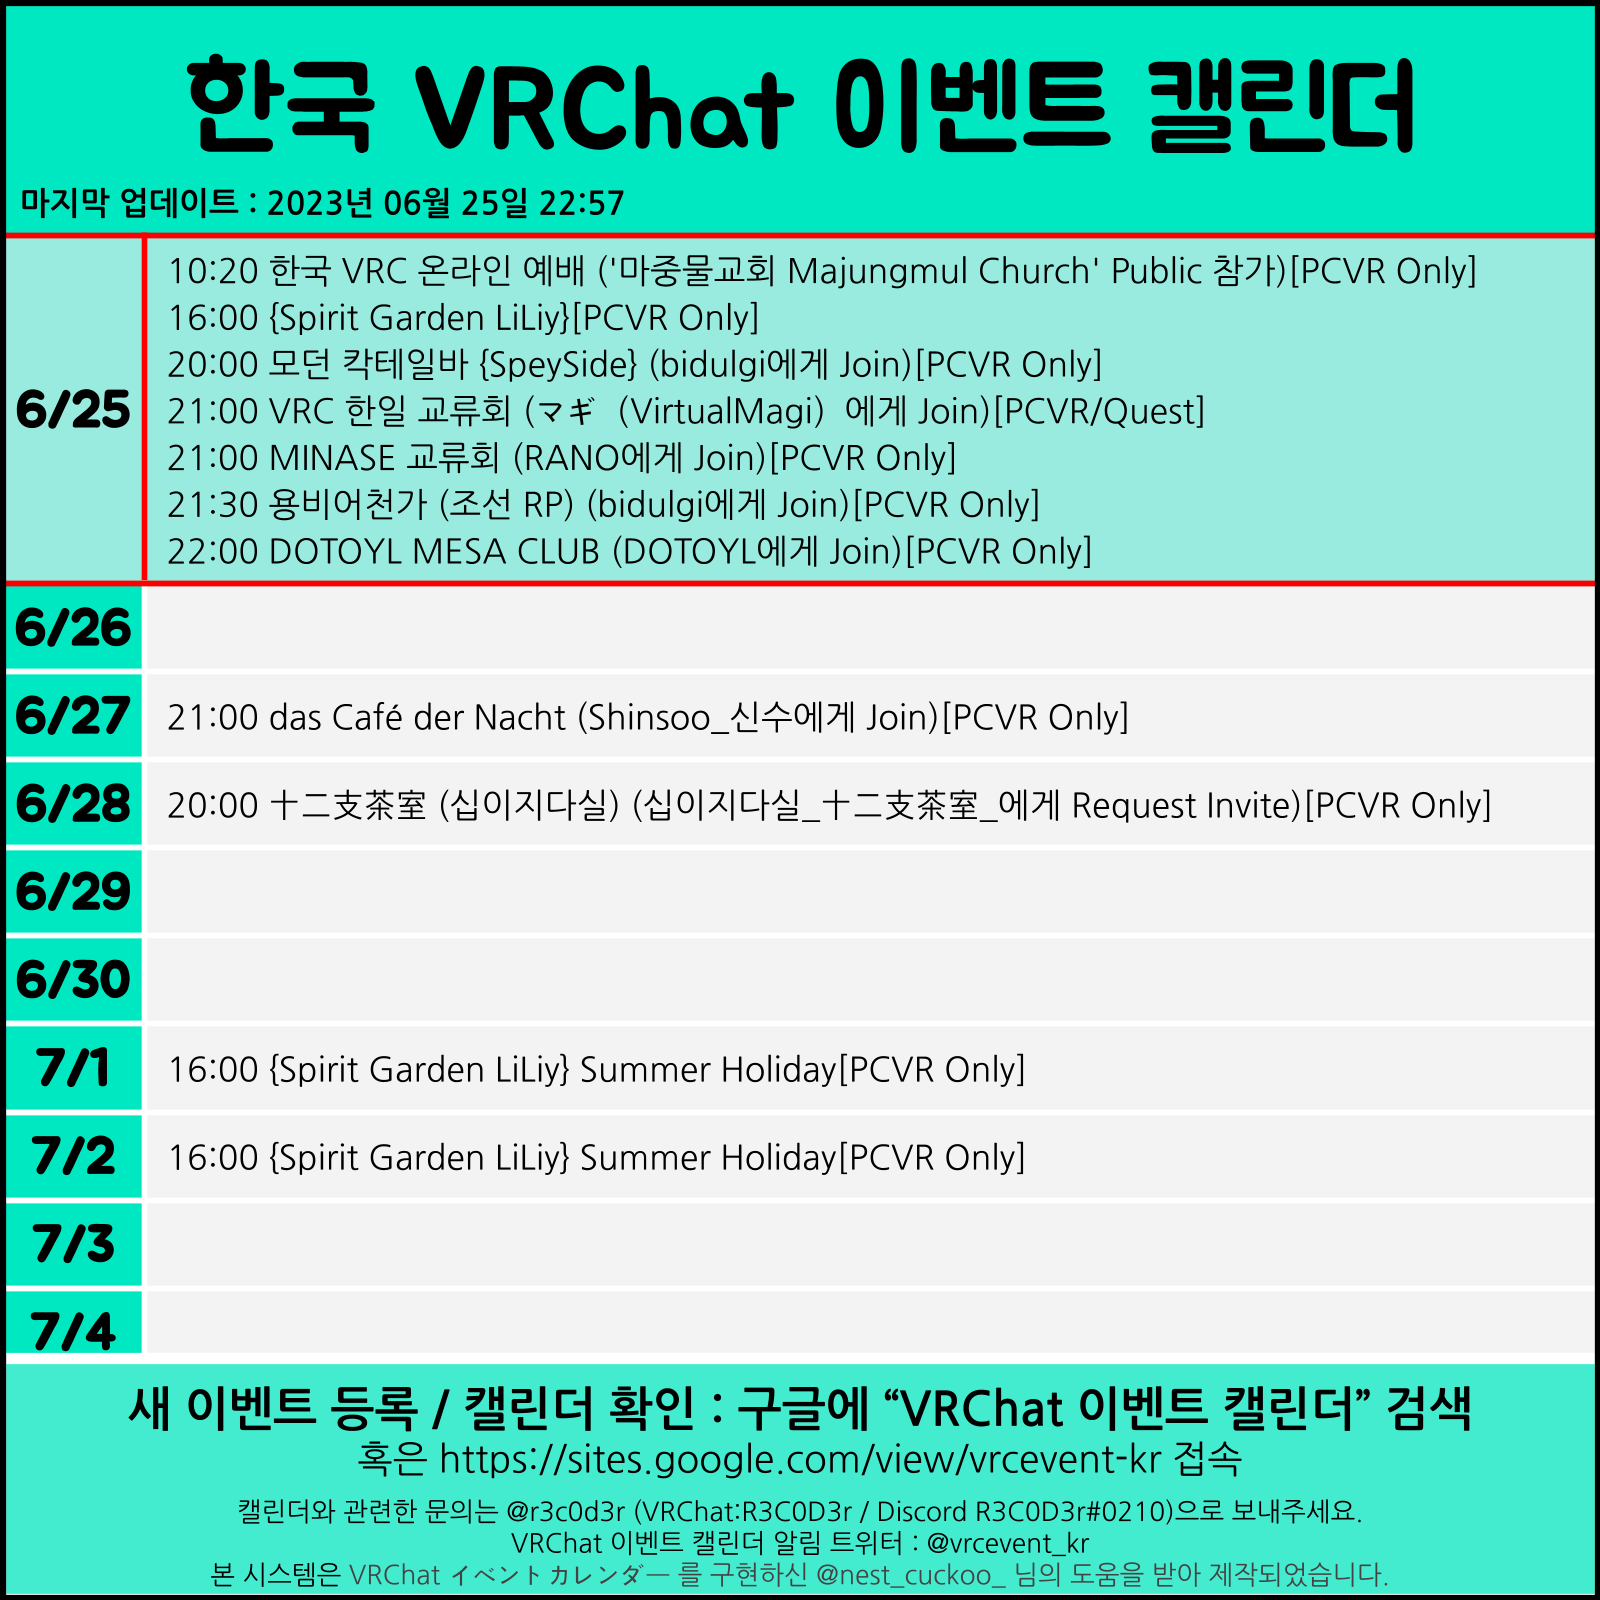 한국 VRChat 이벤트 캘린더
마지막 업데이트 : 2023년 06월 25일 22:57
6/25
10:20 한국 VRC 온라인 예배 ('마중물교회 Majungmul Church' Public 참가)[PCVR Only]
16:00 {Spirit Garden LiLiy}[PCVR Only]
20:00 모던 칵테일바 {SpeySide} (bidulgi에게 Join)[PCVR Only]
21:00 VRC 한일 교류회 (マギ（VirtualMagi）에게 Join)[PCVR/Quest]
21:00 MINASE 교류회 (RANO에게 Join)[PCVR Only]
21:30 용비어천가 (조선 RP) (bidulgi에게 Join)[PCVR Only]
22:00 DOTOYL MESA CLUB (DOTOYL에게 Join)[PCVR Only]
6/26
6/27
21:00 das Café der Nacht (Shinsoo_신수에게 Join)[PCVR Only]
6/28
20:00 十二支茶室 (십이지다실) (십이지다실_十二支茶室_에게 Request Invite)[PCVR Only]
6/29
6/30
7/1
16:00 {Spirit Garden LiLiy} Summer Holiday[PCVR Only]
7/2
16:00 {Spirit Garden LiLiy} Summer Holiday[PCVR Only]
7/3
7/4
새 이벤트 등록 / 캘린더 확인 : 구글에 “VRChat 이벤트 캘린더” 검색
혹은 https://sites.google.com/view/vrcevent-kr 접속
캘린더와 관련한 문의는 @r3c0d3r (VRChat:R3C0D3r / Discord R3C0D3r#0210)으로 보내주세요.
VRChat 이벤트 캘린더 알림 트위터 : @vrcevent_kr
본 시스템은 VRChat イベントカレンダー 를 구현하신 @nest_cuckoo_ 님의 도움을 받아 제작되었습니다.